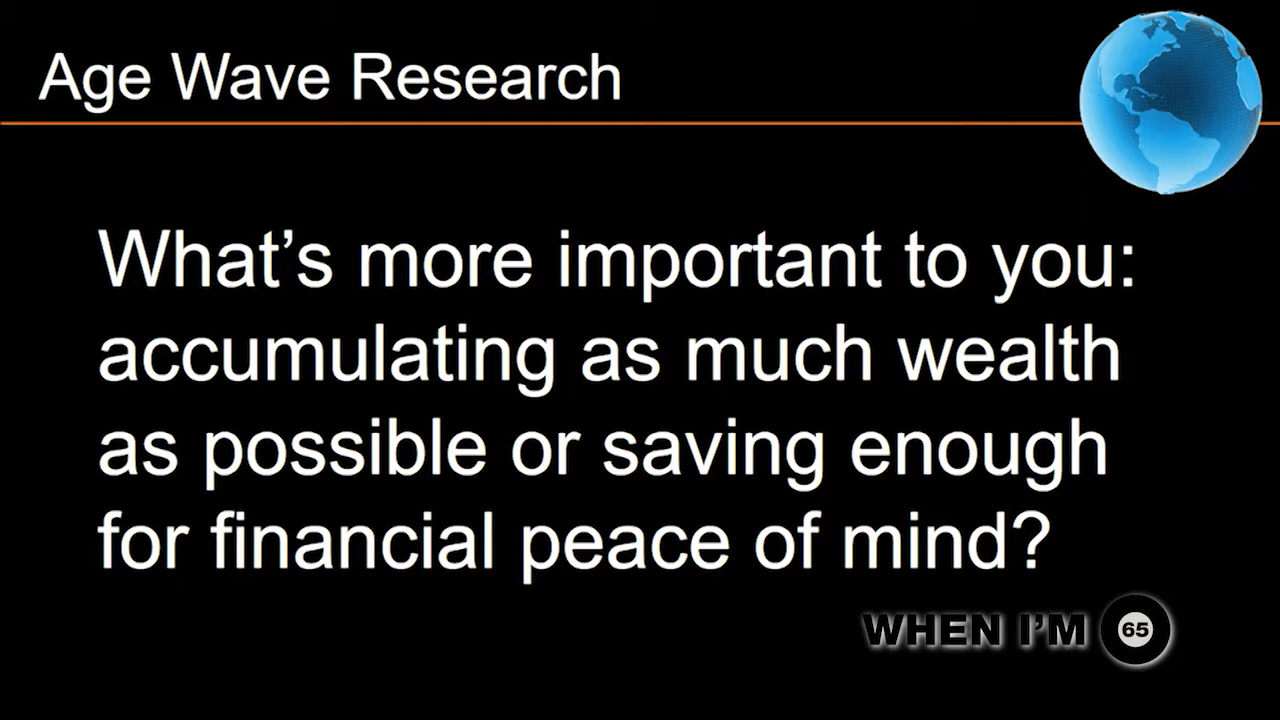 Age Wave Research
What’s more important to you:
accumulating as much wealth
as possible or saving enough
for financial peace of mind?
WHEN I’M 65